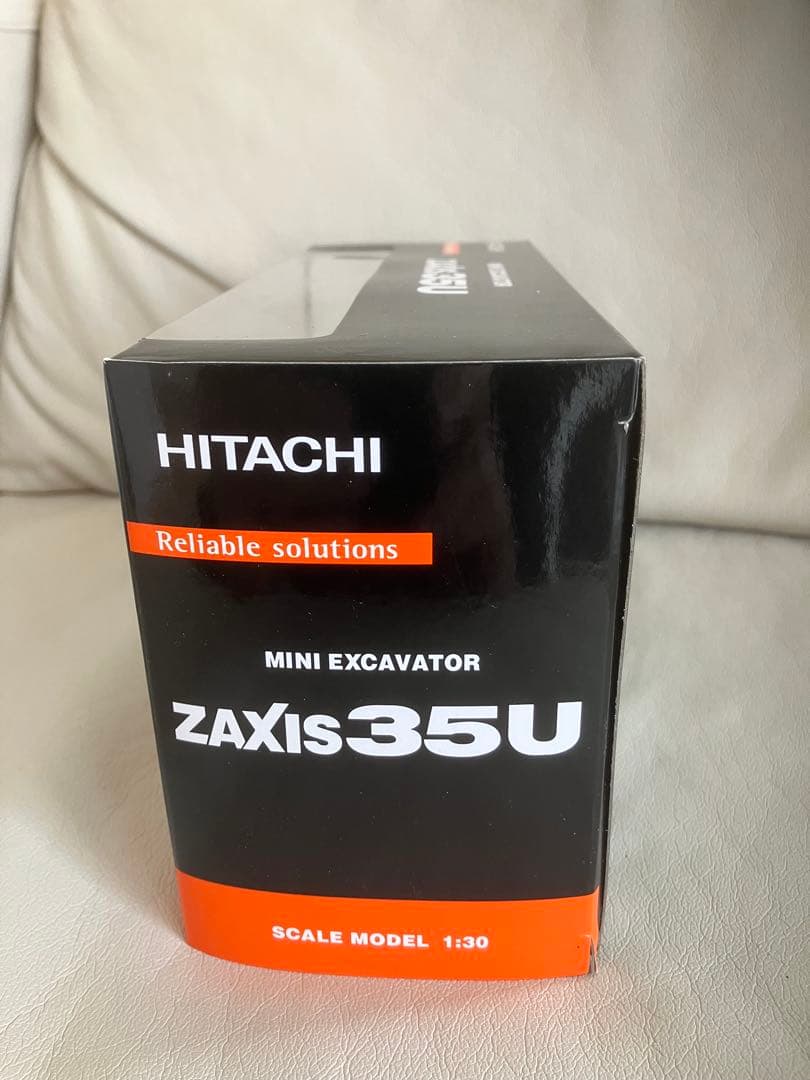 HITACHI
Reliable solutions
MINI EXCAVATOR
ZAXIS35U
SCALE MODEL 1:30